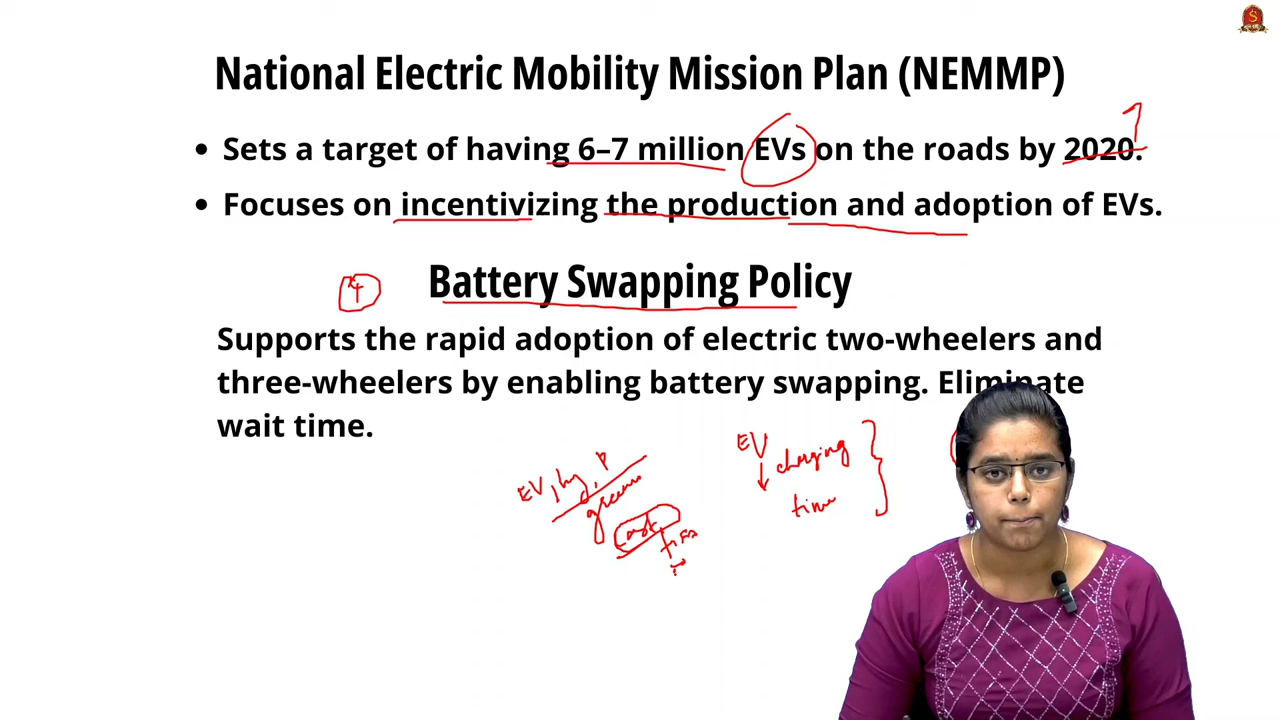 National Electric Mobility Mission Plan (NEMMP)
• Sets a target of having 6–7 million EVs on the roads by 2020.
• Focuses on incentivizing the production and adoption of EVs.
Battery Swapping Policy
Supports the rapid adoption of electric two-wheelers and
three-wheelers by enabling battery swapping. Eliminate
wait time.
EV
charging
time
EV,